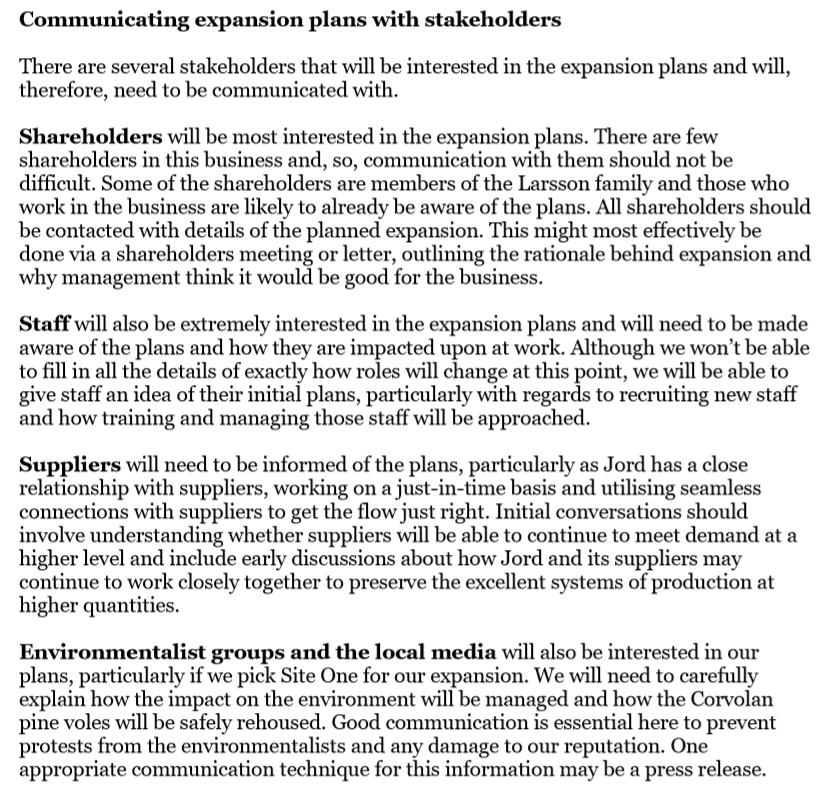 Communicating expansion plans with stakeholders
There are several stakeholders that will be interested in the expansion plans and will,
therefore, need to be communicated with.
Shareholders will be most interested in the expansion plans. There are few
shareholders in this business and, so, communication with them should not be
difficult. Some of the shareholders are members of the Larsson family and those who
work in the business are likely to already be aware of the plans. All shareholders should
be contacted with details of the planned expansion. This might most effectively be
done via a shareholders meeting or letter, outlining the rationale behind expansion and
why management think it would be good for the business.
Staff will also be extremely interested in the expansion plans and will need to be made
aware of the plans and how they are impacted upon at work. Although we won't be able
to fill in all the details of exactly how roles will change at this point, we will be able to
give staff an idea of their initial plans, particularly with regards to recruiting new staff
and how training and managing those staff will be approached.
Suppliers will need to be informed of the plans, particularly as Jord has a close
relationship with suppliers, working on a just-in-time basis and utilising seamless
connections with suppliers to get the flow just right. Initial conversations should
involve understanding whether suppliers will be able to continue to meet demand at a
higher level and include early discussions about how Jord and its suppliers may
continue to work closely together to preserve the excellent systems of production at
higher quantities.
Environmentalist groups and the local media will also be interested in our
plans, particularly if we pick Site One for our expansion. We will need to carefully
explain how the impact on the environment will be managed and how the Corvolan
pine voles will be safely rehoused. Good communication is essential here to prevent
protests from the environmentalists and any damage to our reputation. One
appropriate communication technique for this information may be a press release.